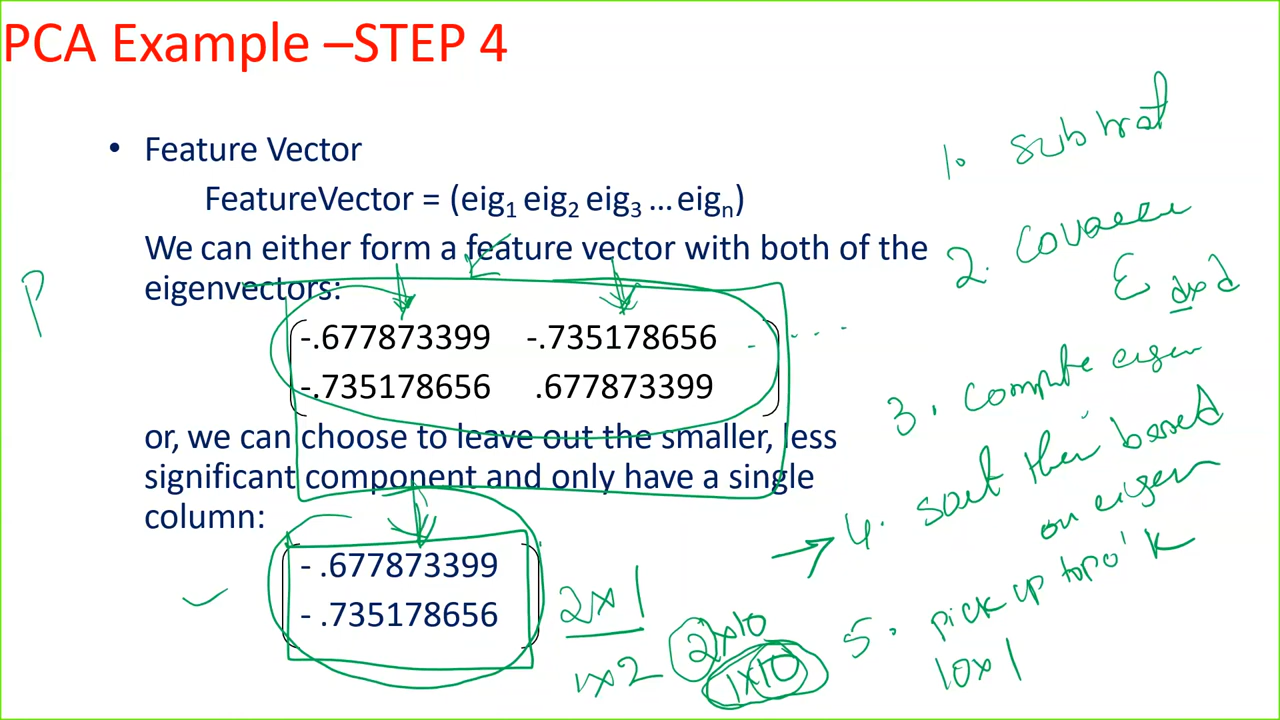 PCA Example –STEP 4
• Feature Vector
FeatureVector = (eig1 eig2 eig3 … eign)
We can either form a feature vector with both of the
eigenvectors:
-.677873399 -.735178656
-.735178656 .677873399
or, we can choose to leave out the smaller, less
significant component and only have a single
column:
- .677873399
- .735178656
P
2x1
1x2
2x10
1x10
1. subtrat
2.
Σ dxd
3. compute eigen
4. sort then based
on eigen
5. pick up top K
10x1